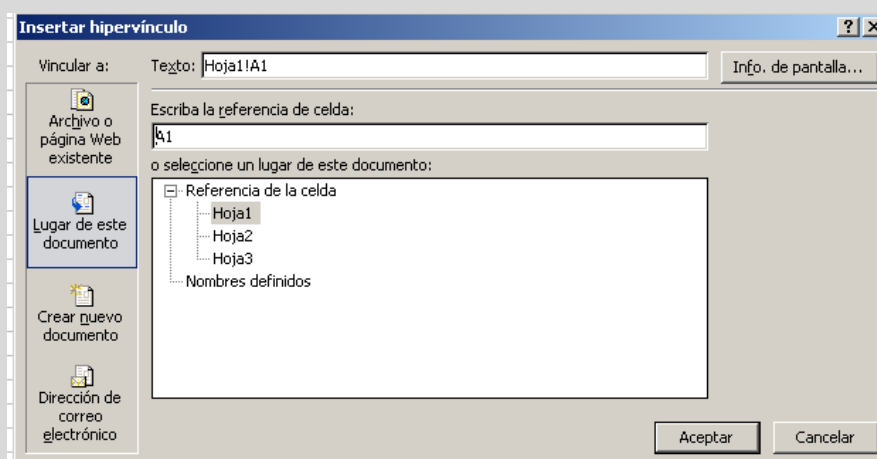 Insertar hipervínculo
Vincular a:
Texto: Hoja1!A1
Info. de pantalla...
Archivo o
página Web
existente
Lugar de este
documento
Crear nuevo
documento
Dirección de
correo
electrónico
Escriba la referencia de celda:
A1
o seleccione un lugar de este documento:
Referencia de la celda
Hoja1
Hoja2
Hoja3
Nombres definidos
Aceptar
Cancelar